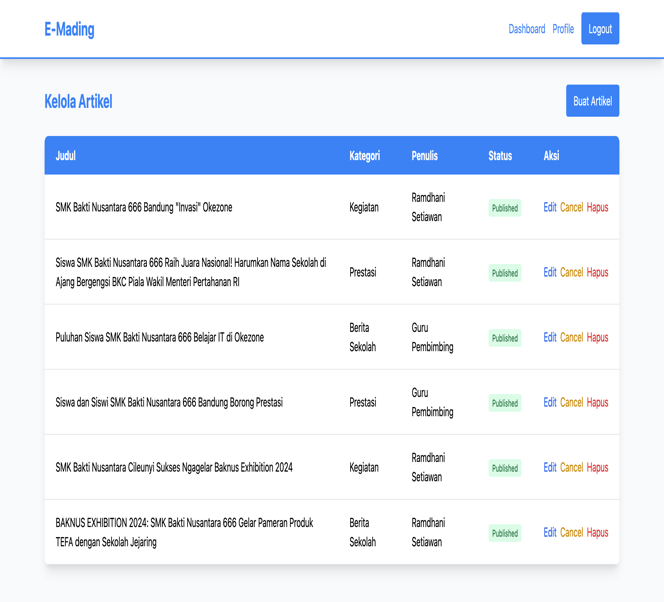 E-Mading
Dashboard Profile Logout
Kelola Artikel
Buat Artikel
Judul Kategori Penulis Status Aksi
SMK Bakti Nusantara 666 Bandung "Invasi" Okezone Kegiatan Ramdhani
Setiawan Published Edit Cancel Hapus
Siswa SMK Bakti Nusantara 666 Raih Juara Nasional! Harumkan Nama Sekolah di
Ajang Bergengsi BKC Piala Wakil Menteri Pertahanan RI Prestasi Ramdhani
Setiawan Published Edit Cancel Hapus
Puluhan Siswa SMK Bakti Nusantara 666 Belajar IT di Okezone Berita
Sekolah Guru
Pembimbing Published Edit Cancel Hapus
Siswa dan Siswi SMK Bakti Nusantara 666 Bandung Borong Prestasi Prestasi Guru
Pembimbing Published Edit Cancel Hapus
SMK Bakti Nusantara Cileunyi Sukses Ngagelar Baknus Exhibition 2024 Kegiatan Ramdhani
Setiawan Published Edit Cancel Hapus
BAKNUS EXHIBITION 2024: SMK Bakti Nusantara 666 Gelar Pameran Produk
TEFA dengan Sekolah Jejaring Berita
Sekolah Ramdhani
Setiawan Published Edit Cancel Hapus